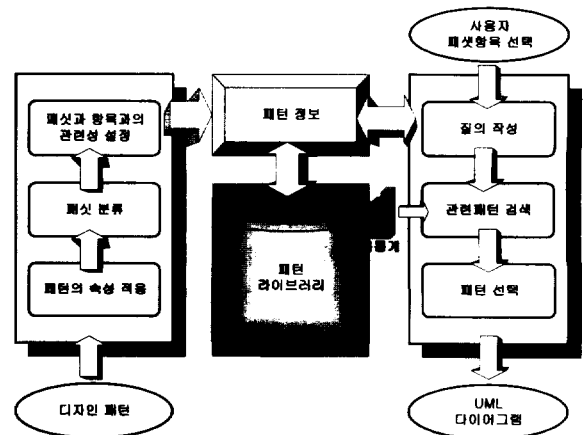 사용자
패싯항목 선택
패싯과 항목과의
관련성 설정
패턴 정보
질의 작성
패싯 분류
관련패턴 검색
패턴의 속성 적용
패턴
라이브러리
패턴 선택
디자인 패턴
UML
다이어그램